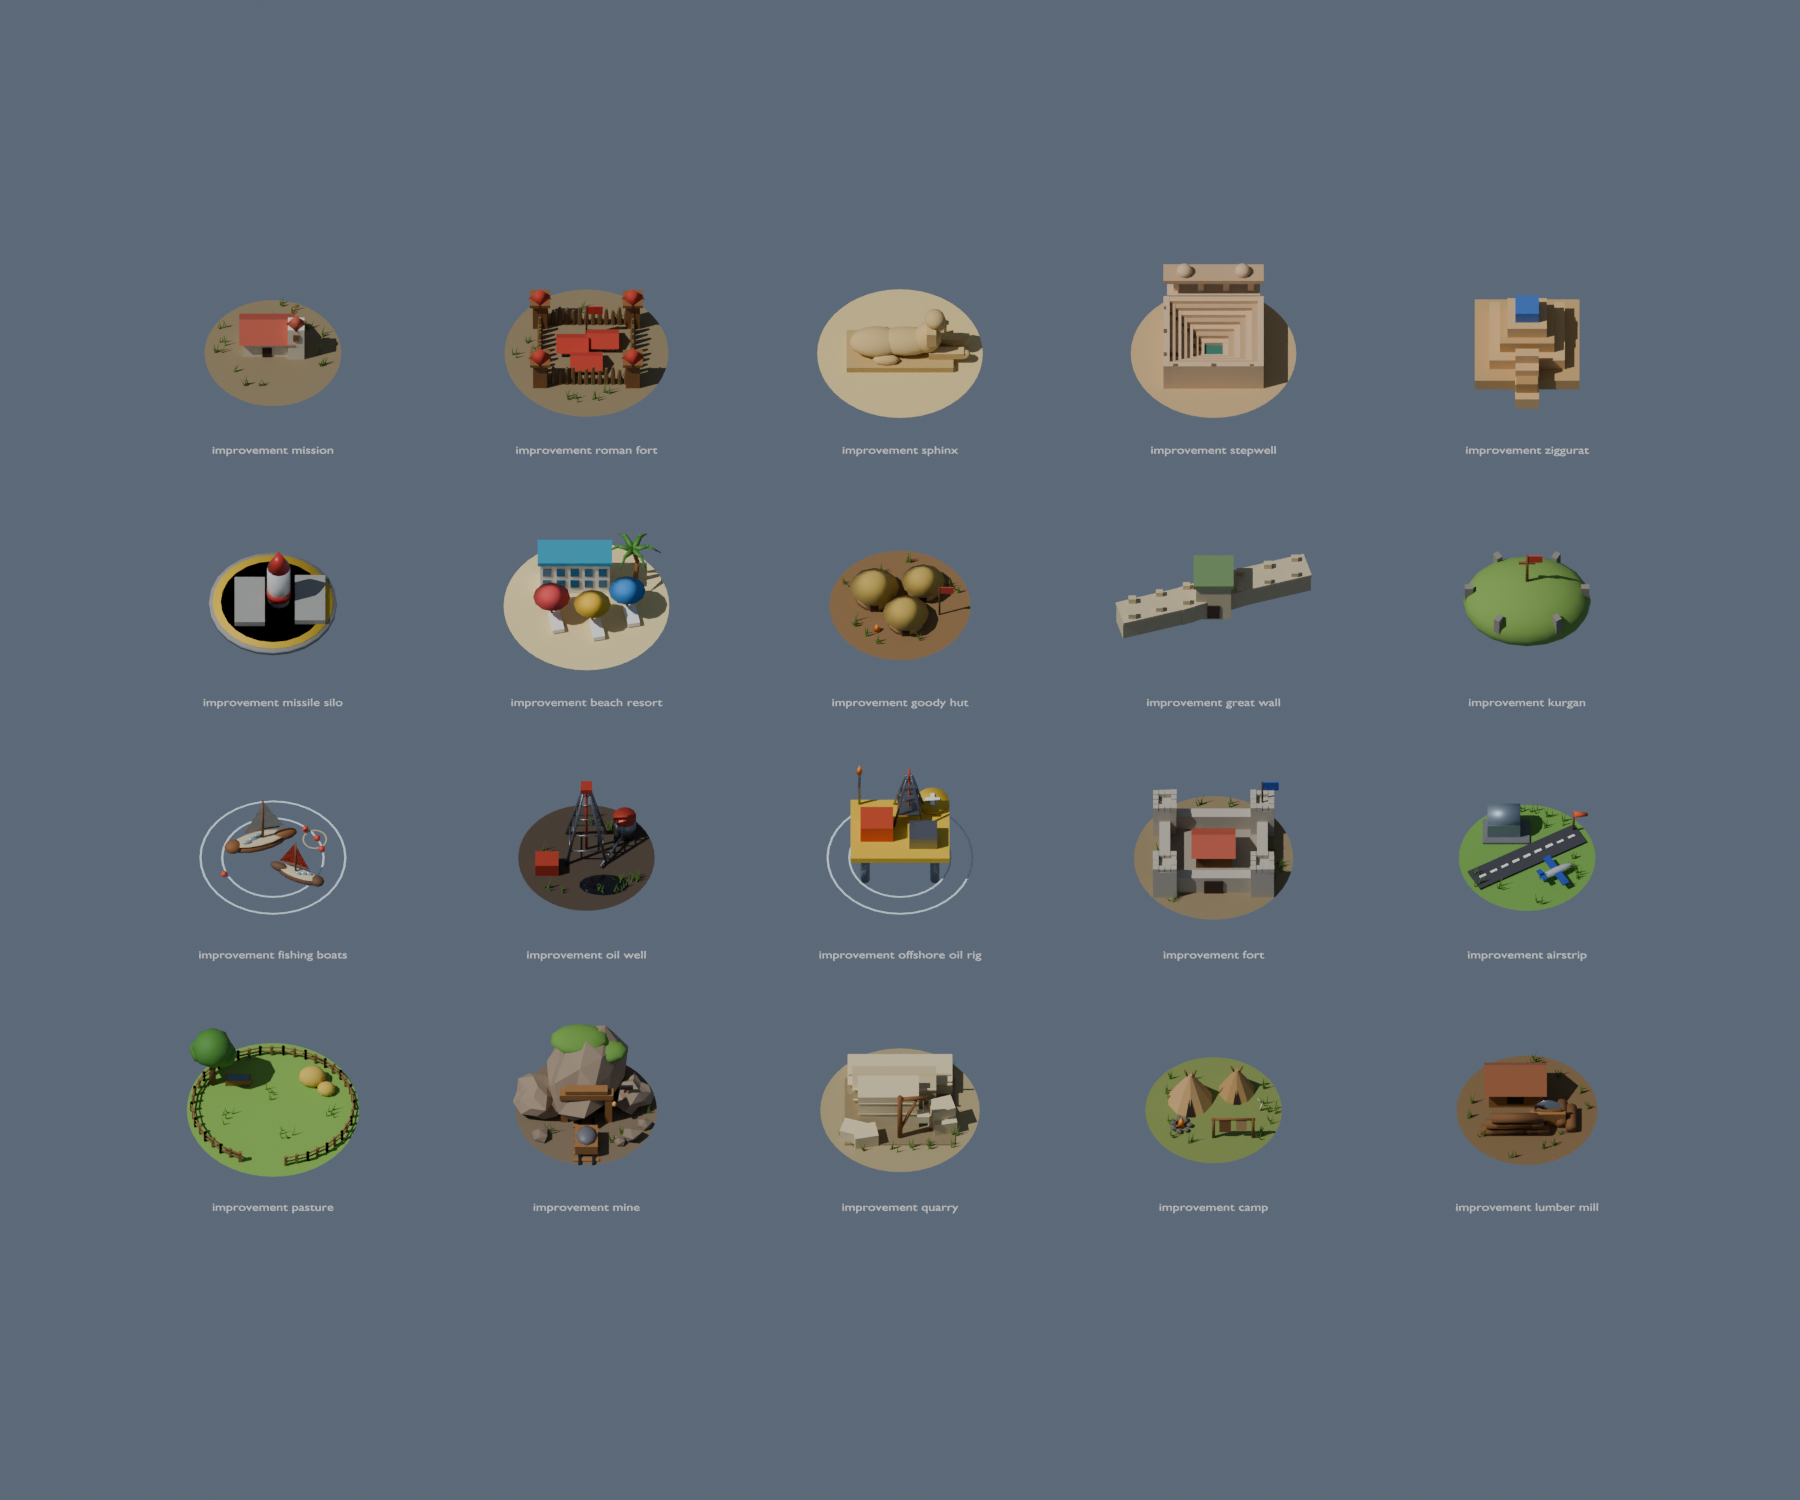 improvement mission
improvement roman fort
improvement sphinx
improvement stepwell
improvement ziggurat
improvement missile silo
improvement beach resort
improvement goody hut
improvement great wall
improvement kurgan
improvement fishing boats
improvement oil well
improvement offshore oil rig
improvement fort
improvement airstrip
improvement pasture
improvement mine
improvement quarry
improvement camp
improvement lumber mill